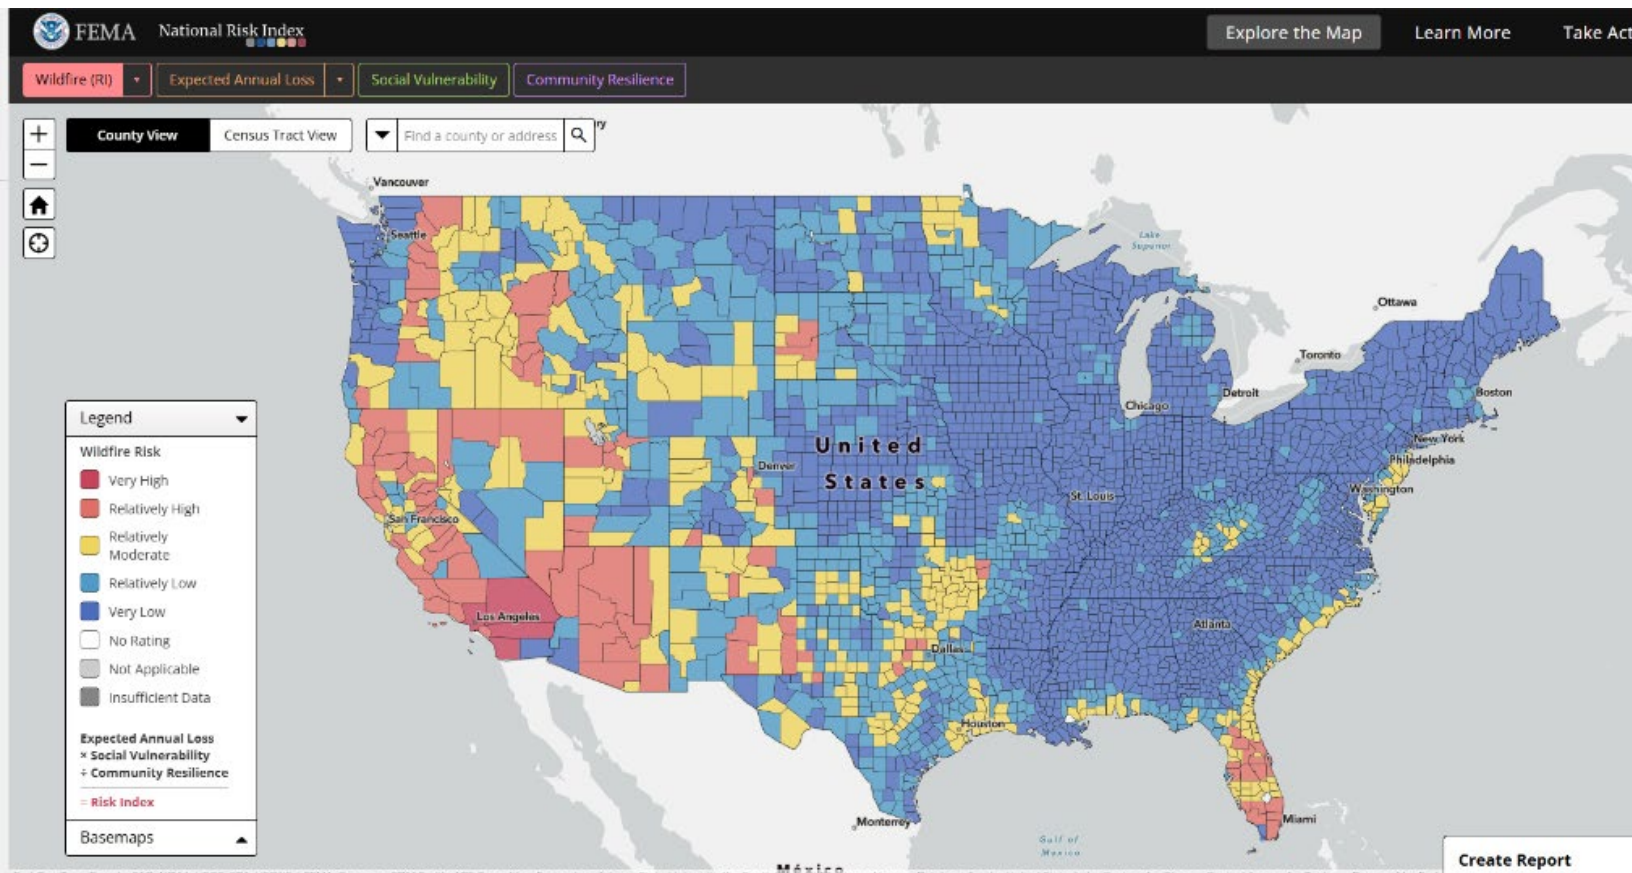 FEMA National Risk Index
Explore the Map Learn More Take Act
Wildfire (RI) Expected Annual Loss Social Vulnerability Community Resilience
County View Census Tract View Find a county or address
ry
Vancouver
Seattle
Lake
Superior
Ottawa
Toronto
Boston
Detroit
Chicago
New York
Philadelphia
United
States
Denver
Washington
St. Louis
San Francisco
Los Angeles
Atlanta
Dallas
Houston
Miami
Monterrey
Gulf of
Mexico
México
Legend
Wildfire Risk
Very High
Relatively High
Relatively
Moderate
Relatively Low
Very Low
No Rating
Not Applicable
Insufficient Data
Expected Annual Loss
× Social Vulnerability
÷ Community Resilience
= Risk Index
Basemaps
Create Report